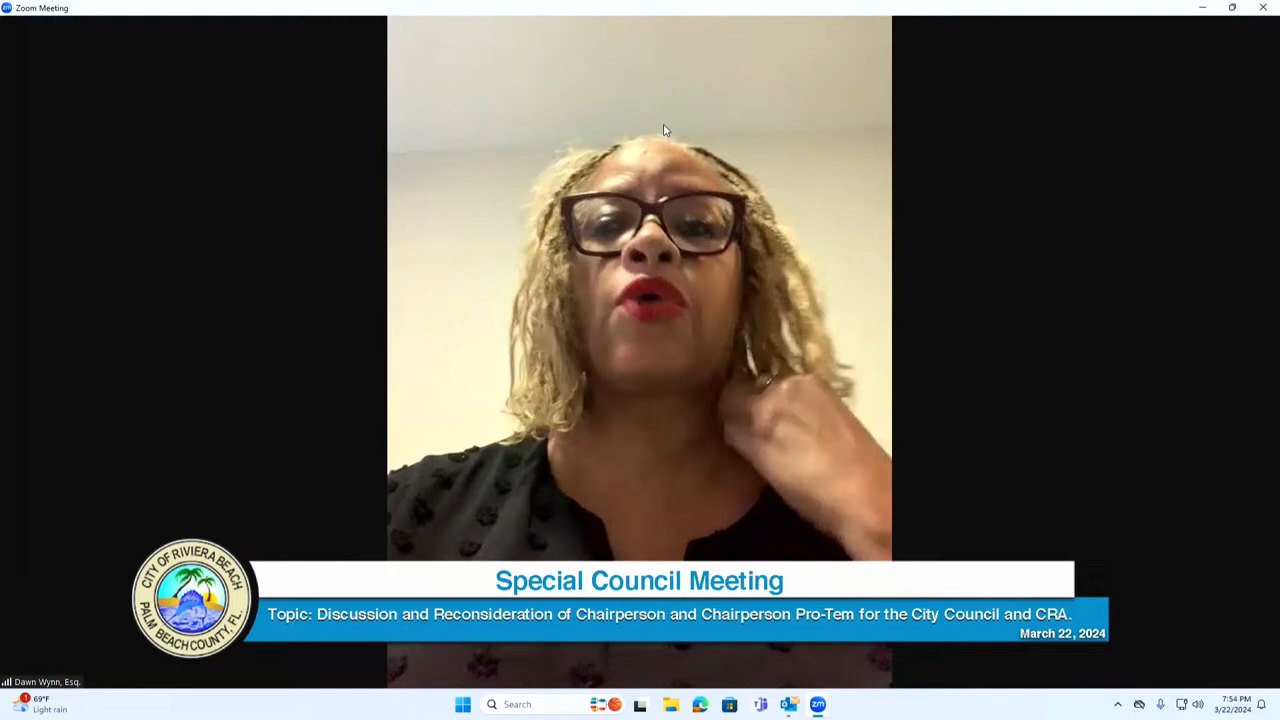 Zoom Meeting
CITY OF RIVIERA BEACH
PALM BEACH COUNTY, FL.
Special Council Meeting
Topic: Discussion and Reconsideration of Chairperson and Chairperson Pro-Tem for the City Council and CRA.
March 22, 2024
Dawn Wynn, Esq.
1
69°F
Light rain
Search
zm
7:54 PM
3/22/2024